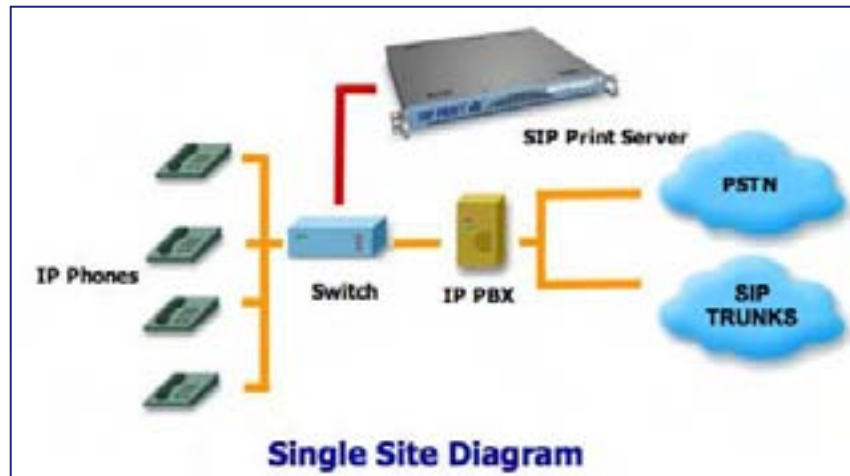 SIP Print Server
PSTN
IP Phones
Switch
IP PBX
SIP
TRUNKS
Single Site Diagram